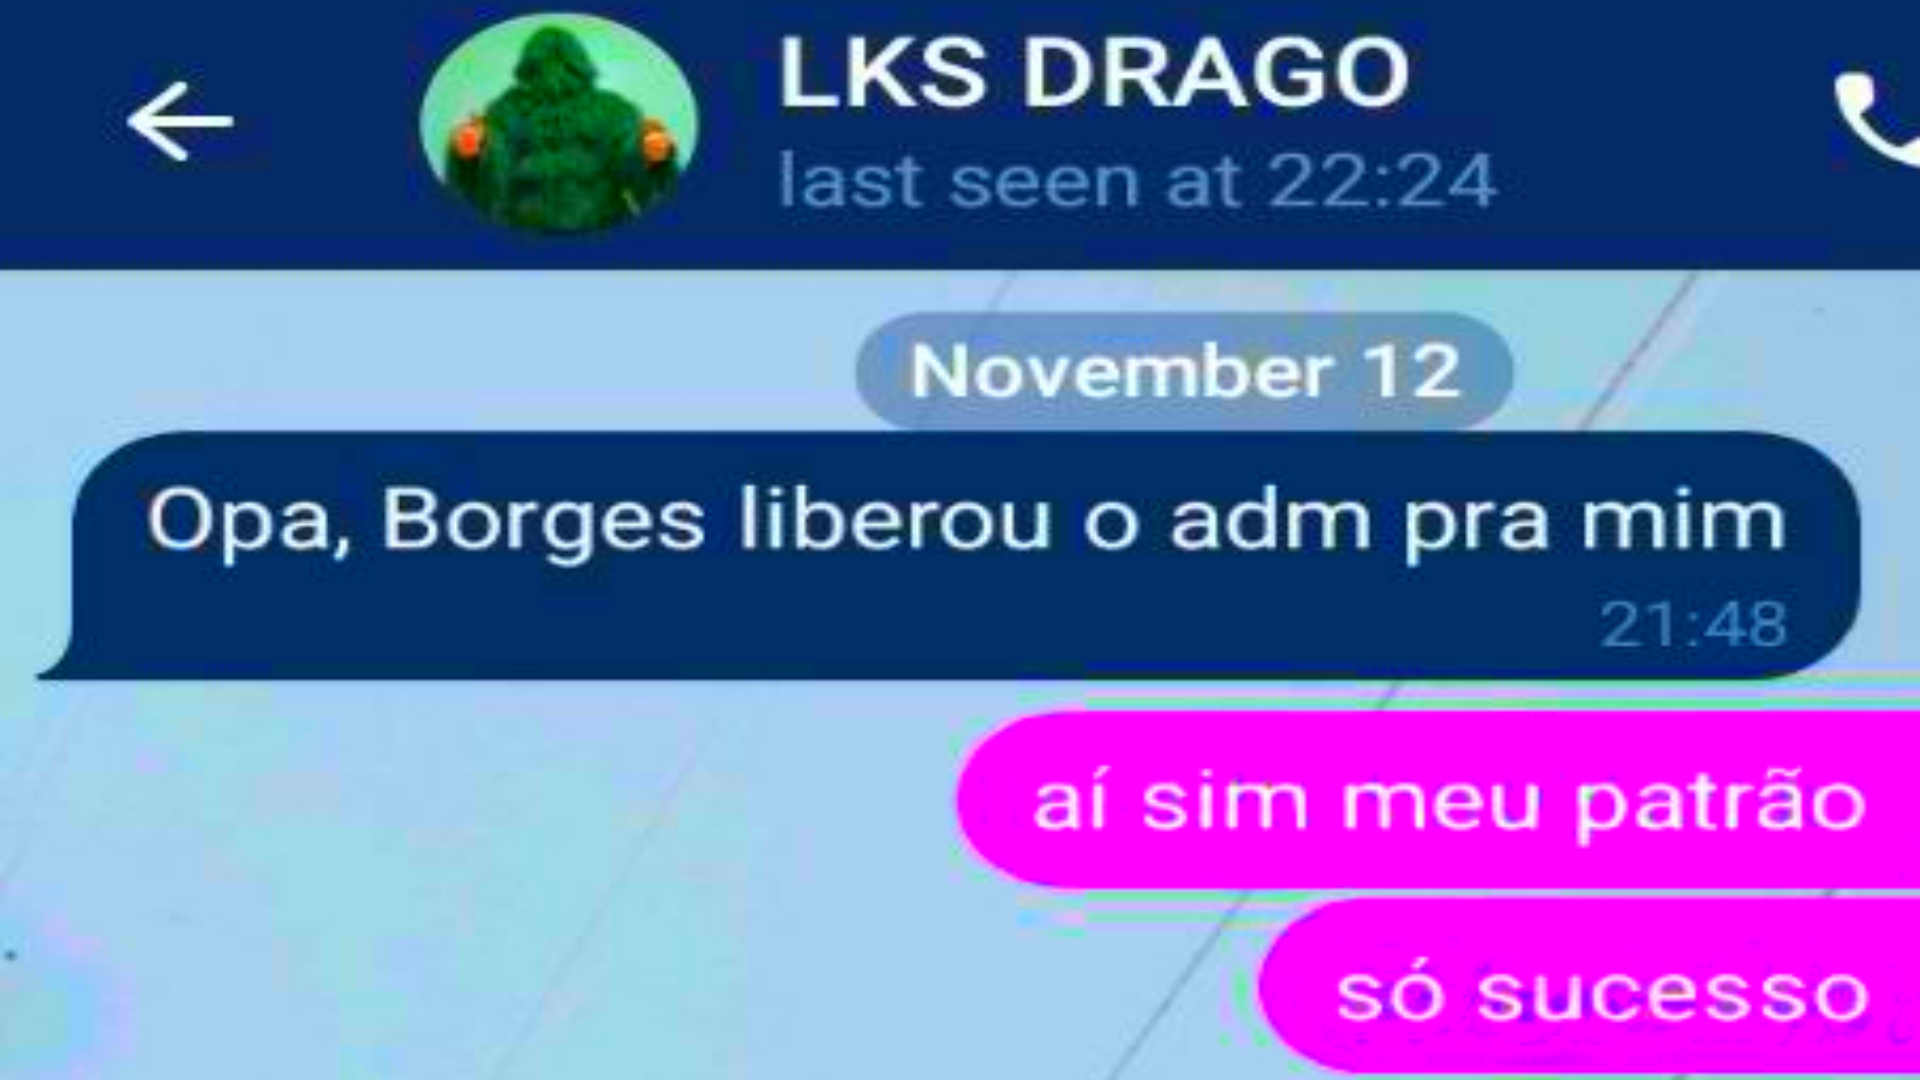 LKS DRAGO
last seen at 22:24
November 12
Opa, Borges liberou o adm pra mim
21:48
aí sim meu patrão
só sucesso